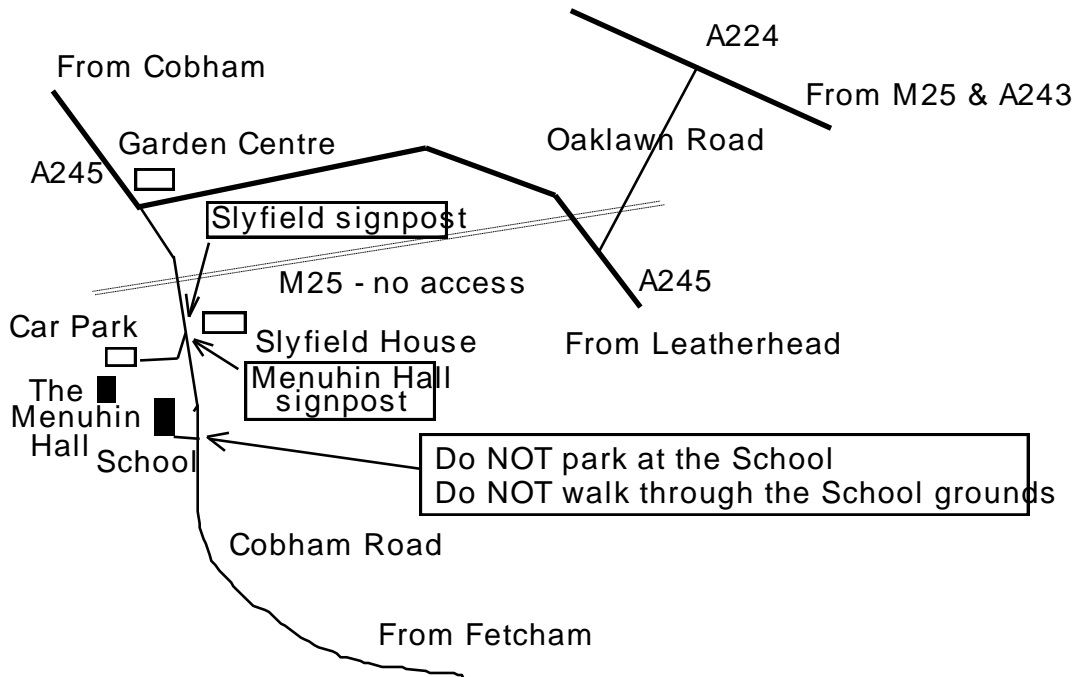 A224
From Cobham
From M25 & A243
Garden Centre
Oaklawn Road
A245
Slyfield signpost
M25 - no access
A245
Car Park
Slyfield House
From Leatherhead
Menuhin Hall
signpost
The
Menuhin
Hall
School
Do NOT park at the School
Do NOT walk through the School grounds
Cobham Road
From Fetcham